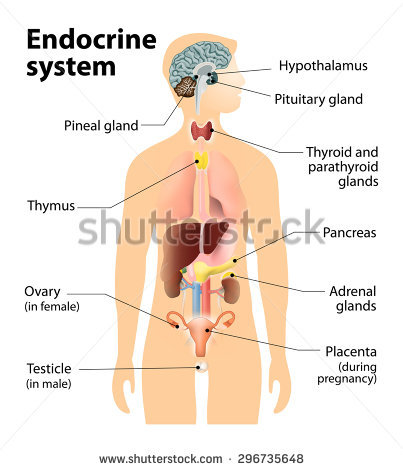 Endocrine
system
Hypothalamus
Pituitary gland
Pineal gland
Thyroid and
parathyroid
glands
Thymus
shutterstock
Pancreas
Ovary
(in female)
Adrenal
glands
Placenta
(during
pregnancy)
Testicle
(in male)
www.shutterstock.com · 296735648